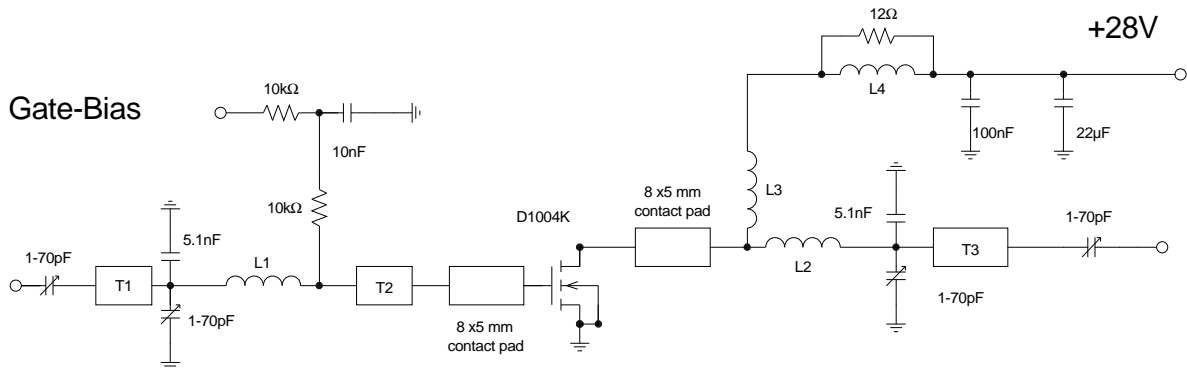 12Ω
+28V
L4
Gate-Bias
10kΩ
10nF
100nF
22µF
L3
8 x5 mm
contact pad
10kΩ
D1004K
5.1nF
5.1nF
1-70pF
1-70pF
L1
L2
T1
T2
T3
1-70pF
1-70pF
8 x5 mm
contact pad